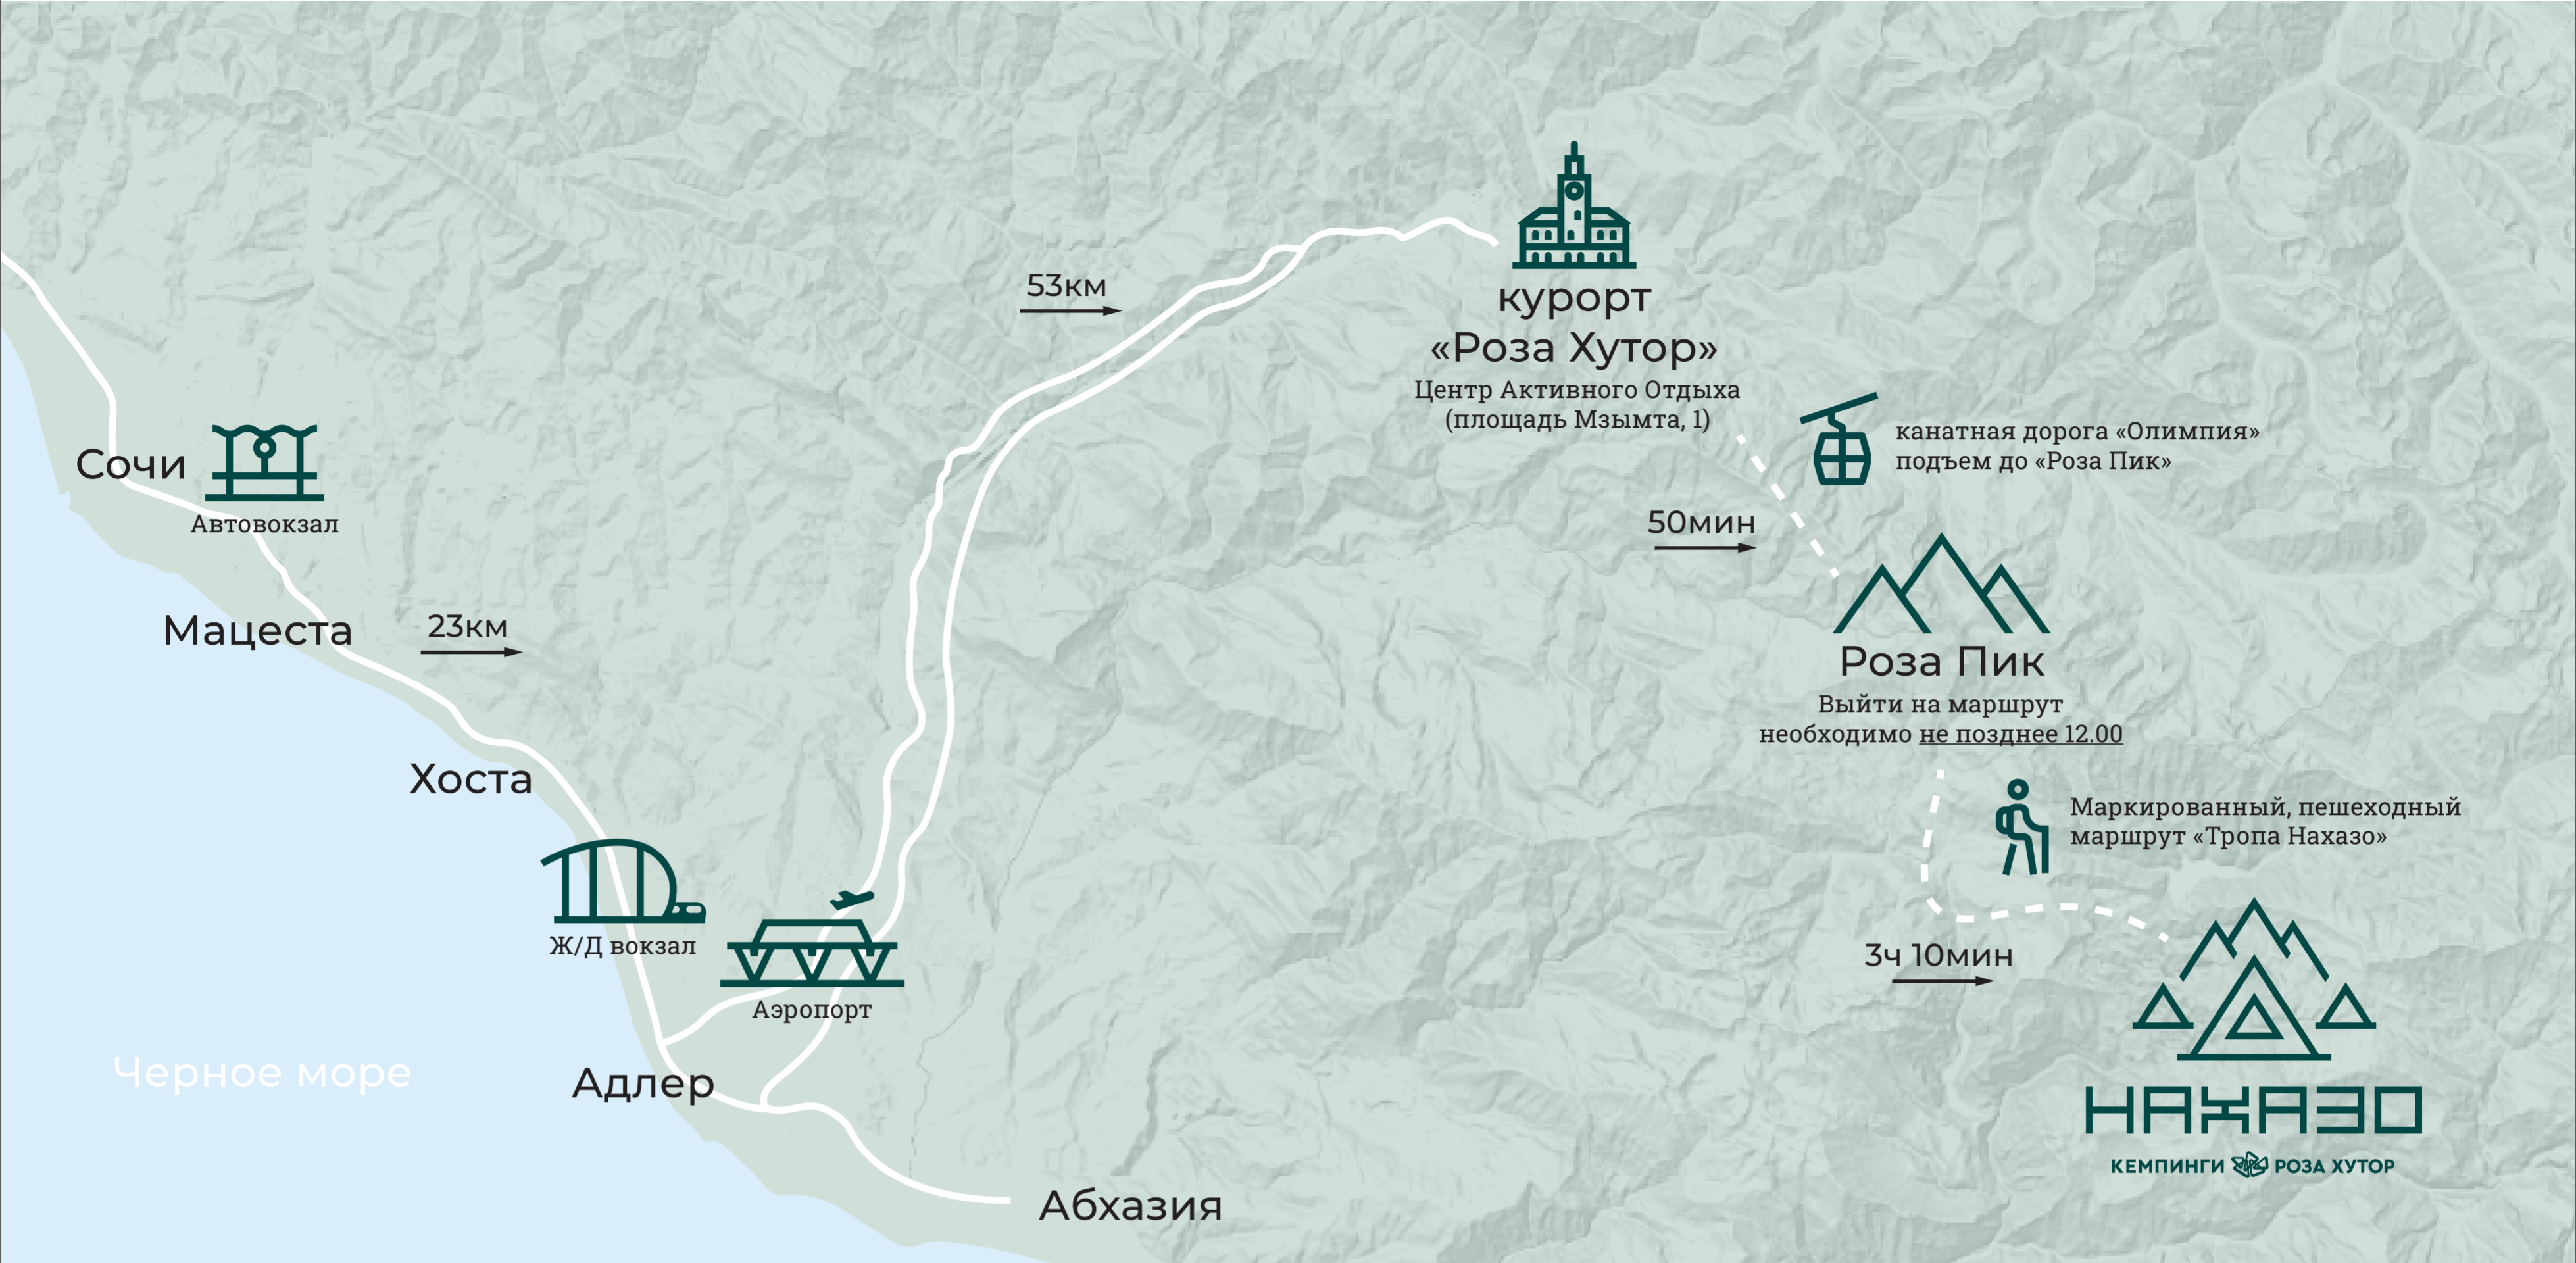 53км
курорт
«Роза Хутор»
Центр Активного Отдыха
(площадь Мзымта, 1)
канатная дорога «Олимпия»
подъем до «Роза Пик»
Сочи
Автовокзал
50мин
Мацеста
23км
Роза Пик
Выйти на маршрут
необходимо не позднее 12.00
Хоста
Маркированный, пешеходный
маршрут «Тропа Нахазо»
Ж/Д вокзал
3ч 10мин
Аэропорт
Черное море
Адлер
НАХАЗО
КЕМПИНГИ РОЗА ХУТОР
Абхазия